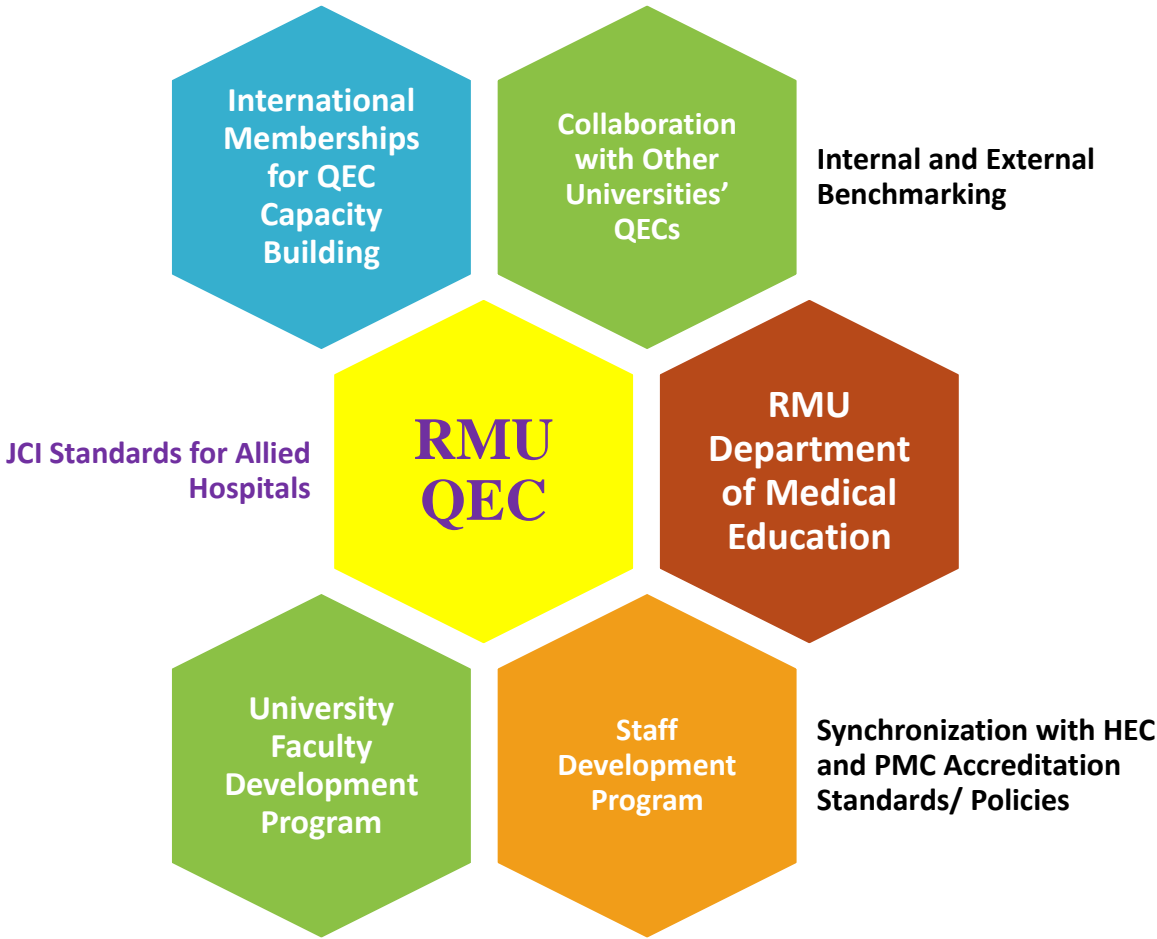 International
Memberships
for QEC
Capacity
Building
Collaboration
with Other
Universities’
QECs
Internal and External
Benchmarking
JCI Standards for Allied
Hospitals
RMU
QEC
RMU
Department
of Medical
Education
University
Faculty
Development
Program
Staff
Development
Program
Synchronization with HEC
and PMC Accreditation
Standards/ Policies